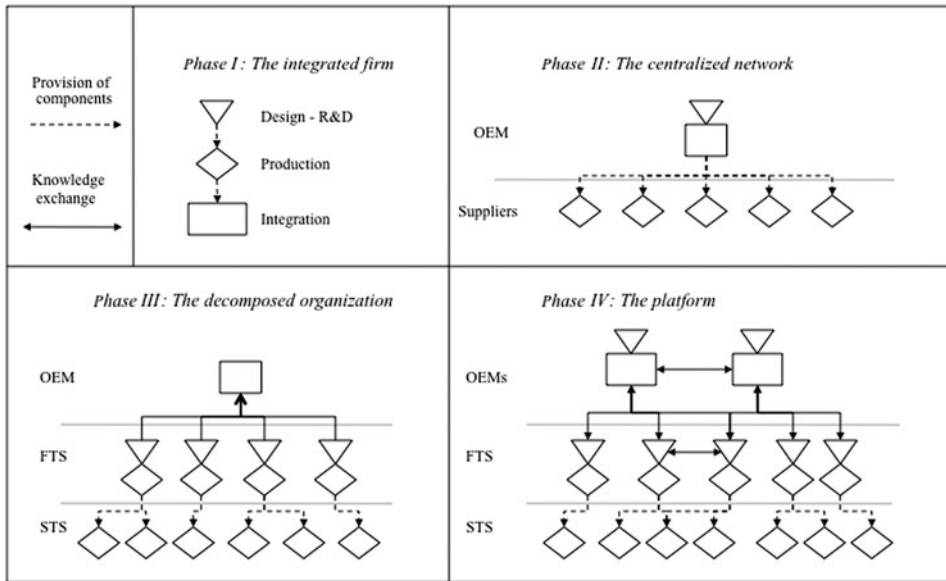 Provision of
components
Knowledge
exchange
Phase I : The integrated firm
Design - R&D
Production
Integration
Phase II : The centralized network
OEM
Suppliers
Phase III : The decomposed organization
OEM
FTS
STS
Phase IV : The platform
OEMs
FTS
STS